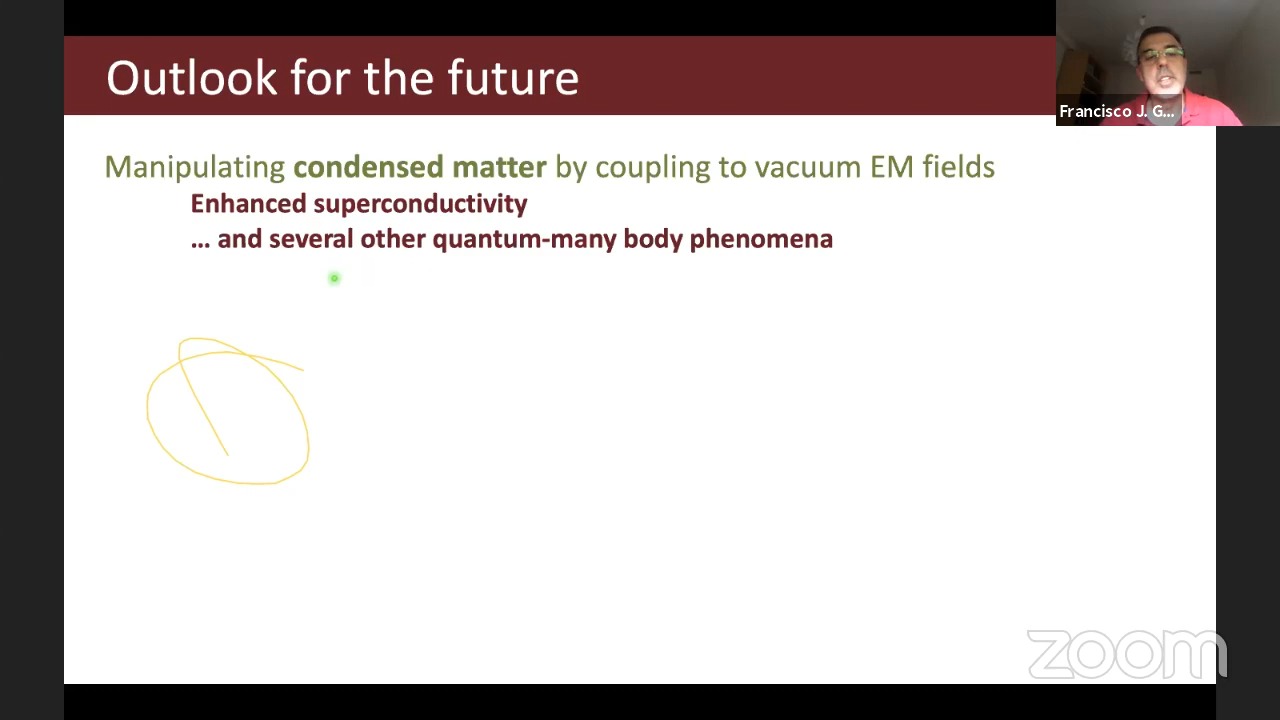 Outlook for the future
Francisco J. G...
Manipulating condensed matter by coupling to vacuum EM fields
Enhanced superconductivity
... and several other quantum-many body phenomena
zoom